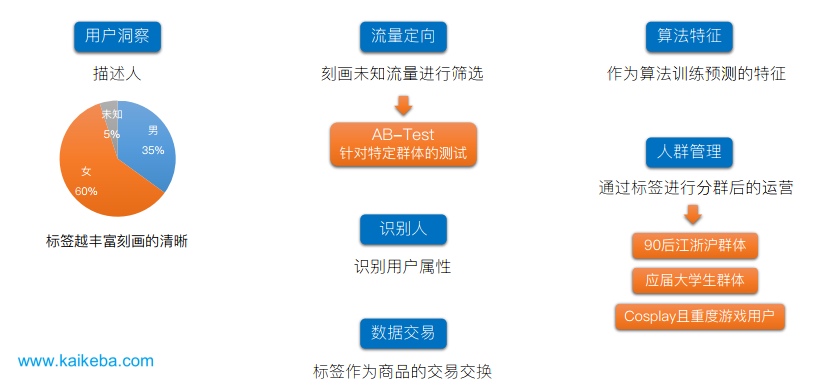 用户洞察
描述人
未知
5%
男
35%
女
60%
标签越丰富刻画的清晰
流量定向
刻画未知流量进行筛选
AB-Test
针对特定群体的测试
识别人
识别用户属性
数据交易
标签作为商品的交易交换
算法特征
作为算法训练预测的特征
人群管理
通过标签进行分群后的运营
90后江浙沪群体
应届大学生群体
Cosplay且重度游戏用户
www.kaikeba.com